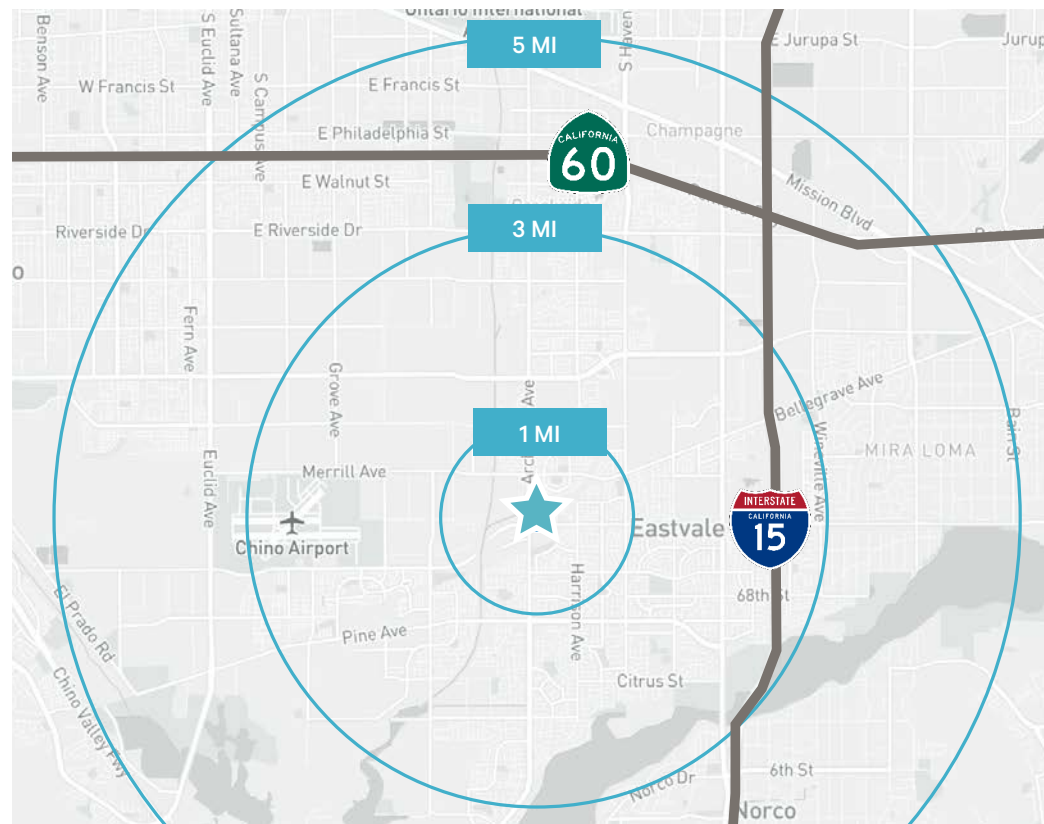 Ontario International
Benson Ave
S Euclid Ave
Sultana Ave
S Campus Ave
S Haven
5 MI
E Jurupa St
Jurup
W Francis St
E Francis St
E Philadelphia St
CALIFORNIA
60
Champagne
E Walnut St
Mission Blvd
Riverside Dr
E Riverside Dr
3 MI
o
Fern Ave
Grove Ave
Ave
Bellegrave Ave
1 MI
Wineville Ave
Bain St
MIRA LOMA
Euclid Ave
Merrill Ave
INTERSTATE
CALIFORNIA
15
Eastvale
Chino Airport
Harrison Ave
68th St
El Prado Rd
Pine Ave
Citrus St
Chino Valley Fwy
Norco Dr
6th St
Norco